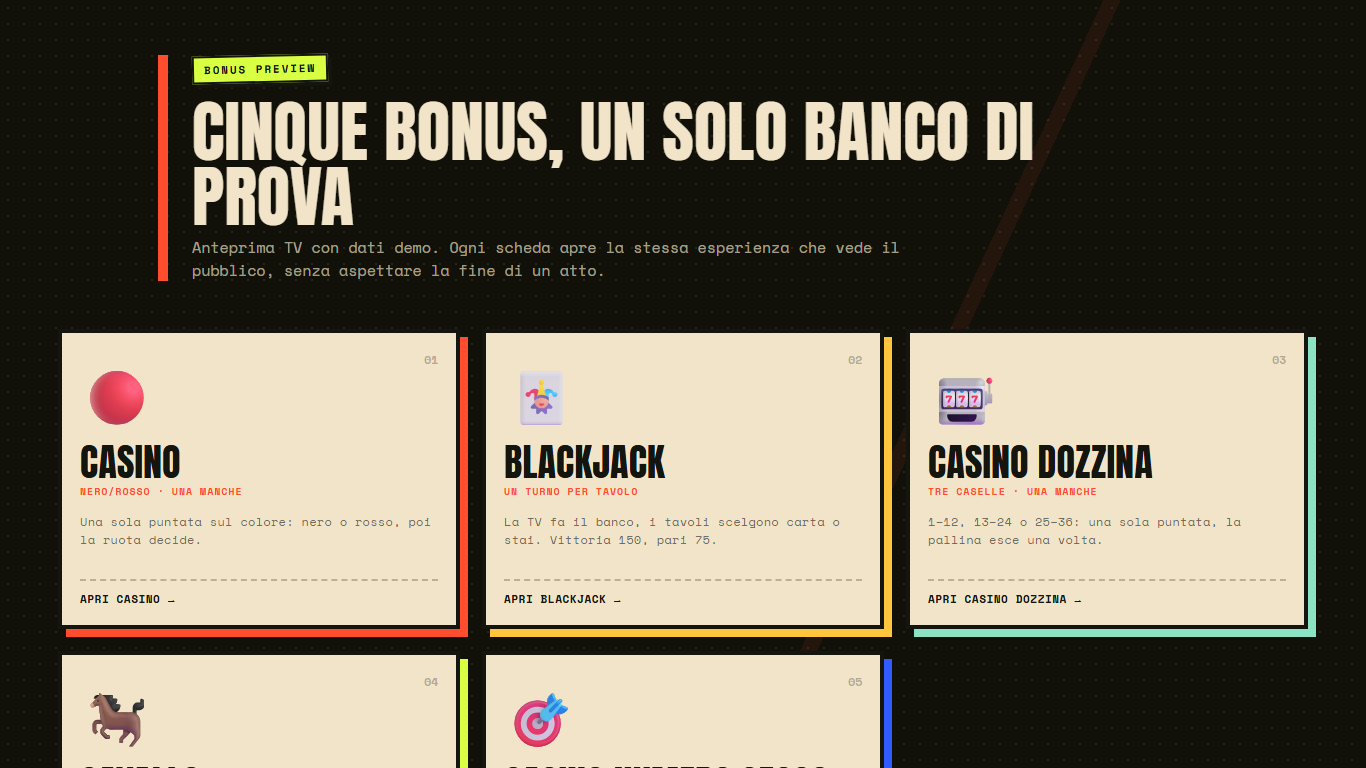 BONUS PREVIEW
CINQUE BONUS, UN SOLO BANCO DI
PROVA
Anteprima TV con dati demo. Ogni scheda apre la stessa esperienza che vede il
pubblico, senza aspettare la fine di un atto.
01
CASINO
NERO/ROSSO · UNA MANCHE
Una sola puntata sul colore: nero o rosso, poi
la ruota decide.
APRI CASINO →
02
BLACKJACK
UN TURNO PER TAVOLO
La TV fa il banco, i tavoli scelgono carta o
stai. Vittoria 150, pari 75.
APRI BLACKJACK →
03
777
CASINO DOZZINA
TRE CASELLE · UNA MANCHE
1–12, 13–24 o 25–36: una sola puntata, la
pallina esce una volta.
APRI CASINO DOZZINA →
04
05